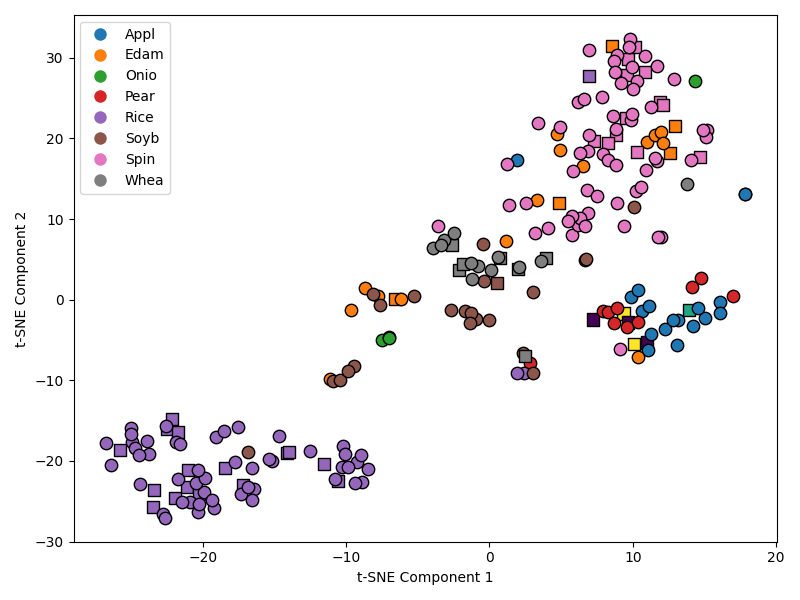 Appl
Edam
Onio
Pear
Rice
Soyb
Spin
Whea
t-SNE Component 2
30
20
10
0
−10
−20
−30
−20
−10
0
10
20
t-SNE Component 1